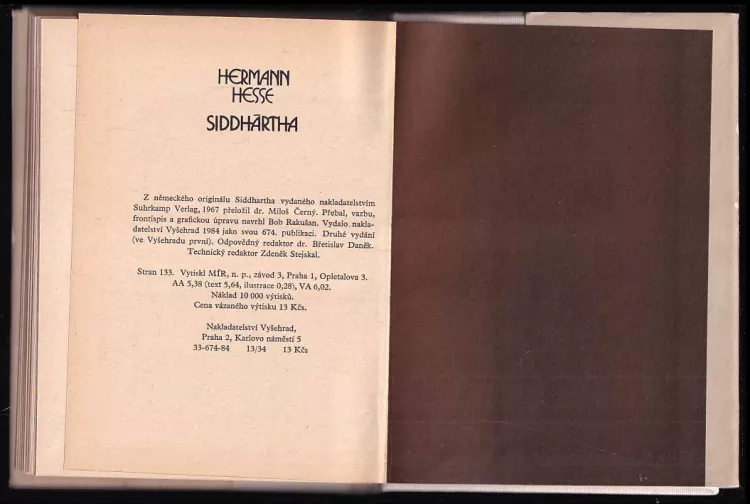 HERMANN
HESSE
SIDDHĀRTHA
Z německého originálu Siddhartha vydaného nakladatelstvím
Suhrkamp Verlag, 1967 přeložil dr. Miloš Černý. Přebal, vazbu,
frontispis a grafickou úpravu navrhl Bob Rakušan. Vydalo nakla-
datelství Vyšehrad 1984 jako svou 674. publikaci. Druhé vydání
(ve Vyšehradu první). Odpovědný redaktor dr. Břetislav Daněk.
Technický redaktor Zdeněk Stejskal.
Stran 133. Vytiskl MÍR, n. p., závod 3, Praha 1, Opletalova 3.
AA 5,38 (text 5,64, ilustrace 0,28), VA 6,02.
Náklad 10 000 výtisků.
Cena vázaného výtisku 13 Kčs.
Nakladatelství Vyšehrad,
Praha 2, Karlovo náměstí 5
33-674-84 13/34 13 Kčs